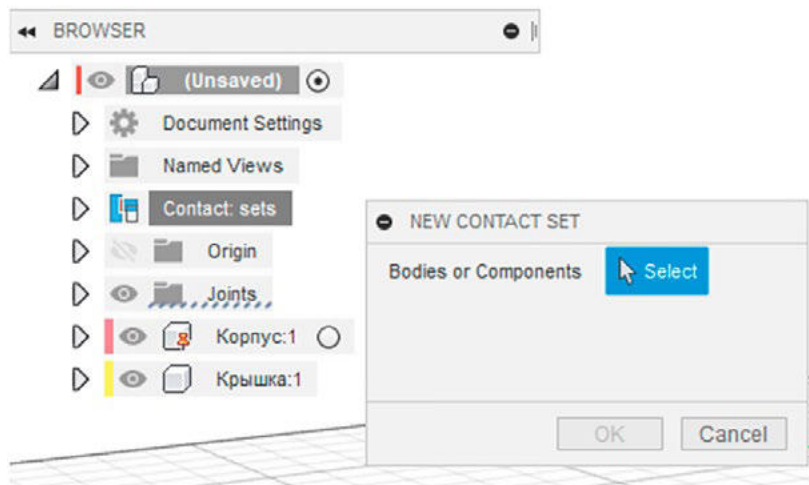 BROWSER
(Unsaved)
Document Settings
Named Views
Contact: sets
Origin
Joints
Корпус:1
Крышка:1
NEW CONTACT SET
Bodies or Components Select
OK Cancel